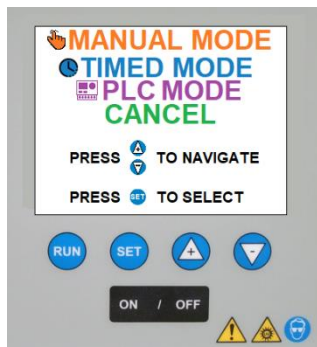 MANUAL MODE
TIMED MODE
PLC MODE
CANCEL
PRESS + - TO NAVIGATE
PRESS SET TO SELECT
RUN SET + -
ON / OFF